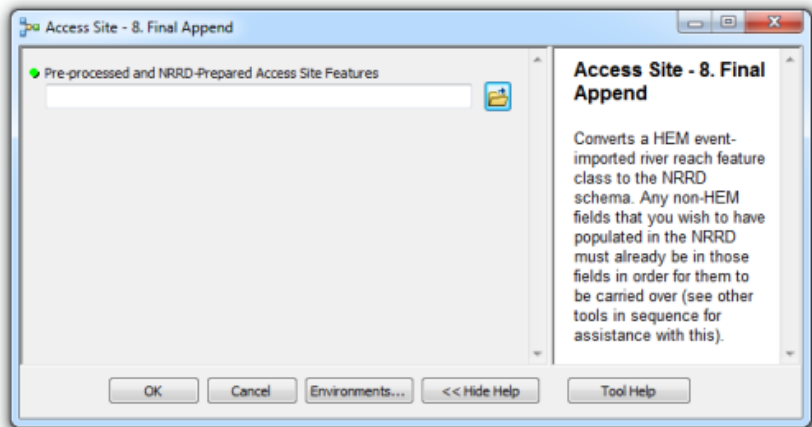 Access Site - 8. Final Append
Pre-processed and NRRD-Prepared Access Site Features
Access Site - 8. Final
Append
Converts a HEM event-
imported river reach feature
class to the NRRD
schema. Any non-HEM
fields that you wish to have
populated in the NRRD
must already be in those
fields in order for them to
be carried over (see other
tools in sequence for
assistance with this).
OK
Cancel
Environments...
<< Hide Help
Tool Help